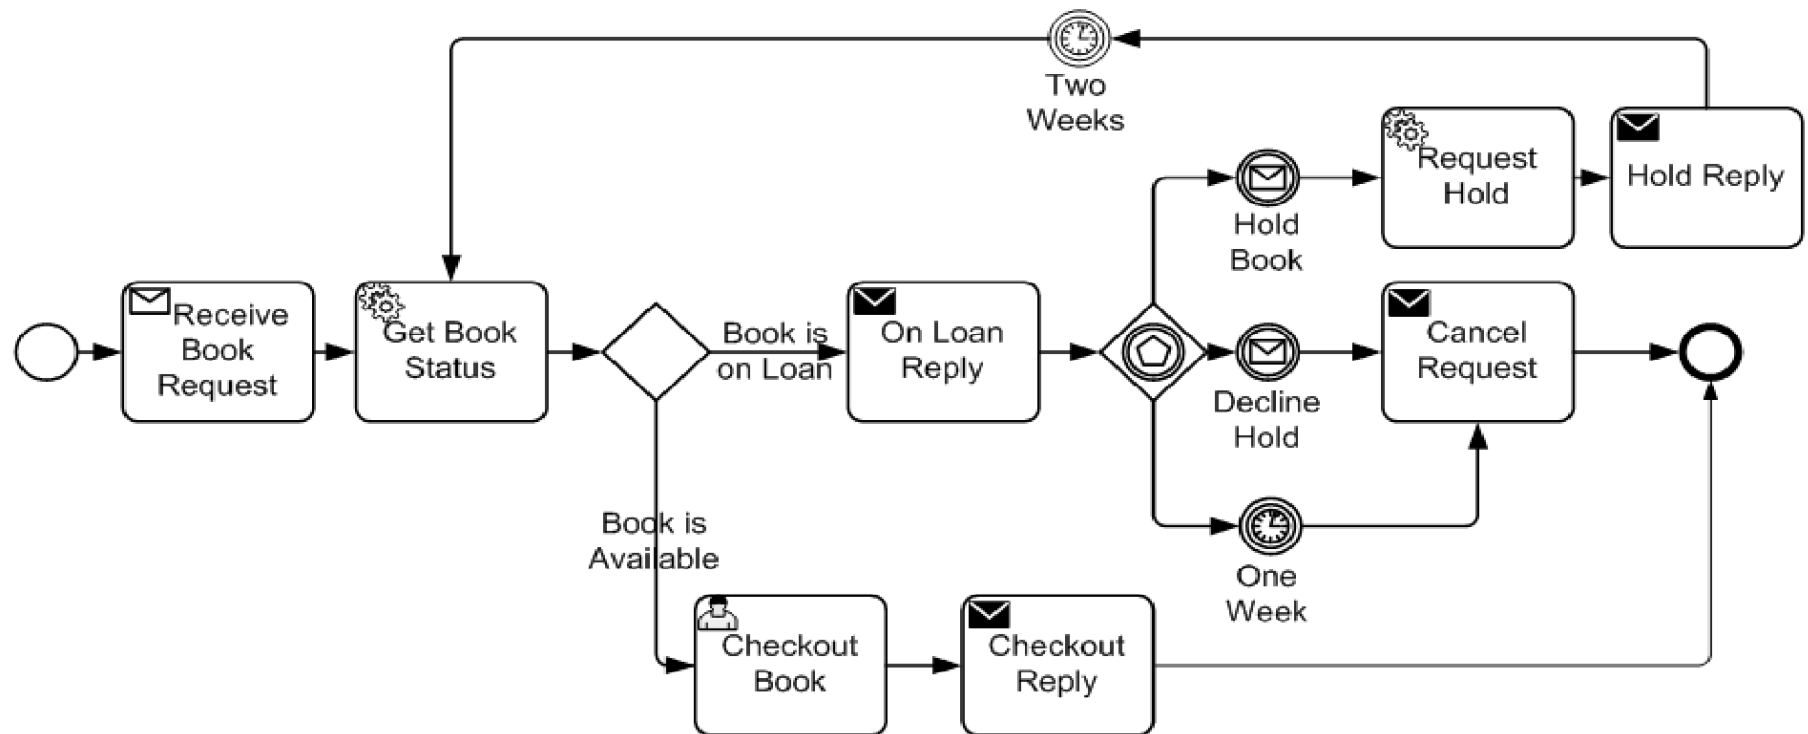 Two
Weeks
Request
Hold
Hold Reply
Hold
Book
Receive
Book
Request
Get Book
Status
Book is
on Loan
On Loan
Reply
Decline
Hold
Cancel
Request
Book is
Available
One
Week
Checkout
Book
Checkout
Reply